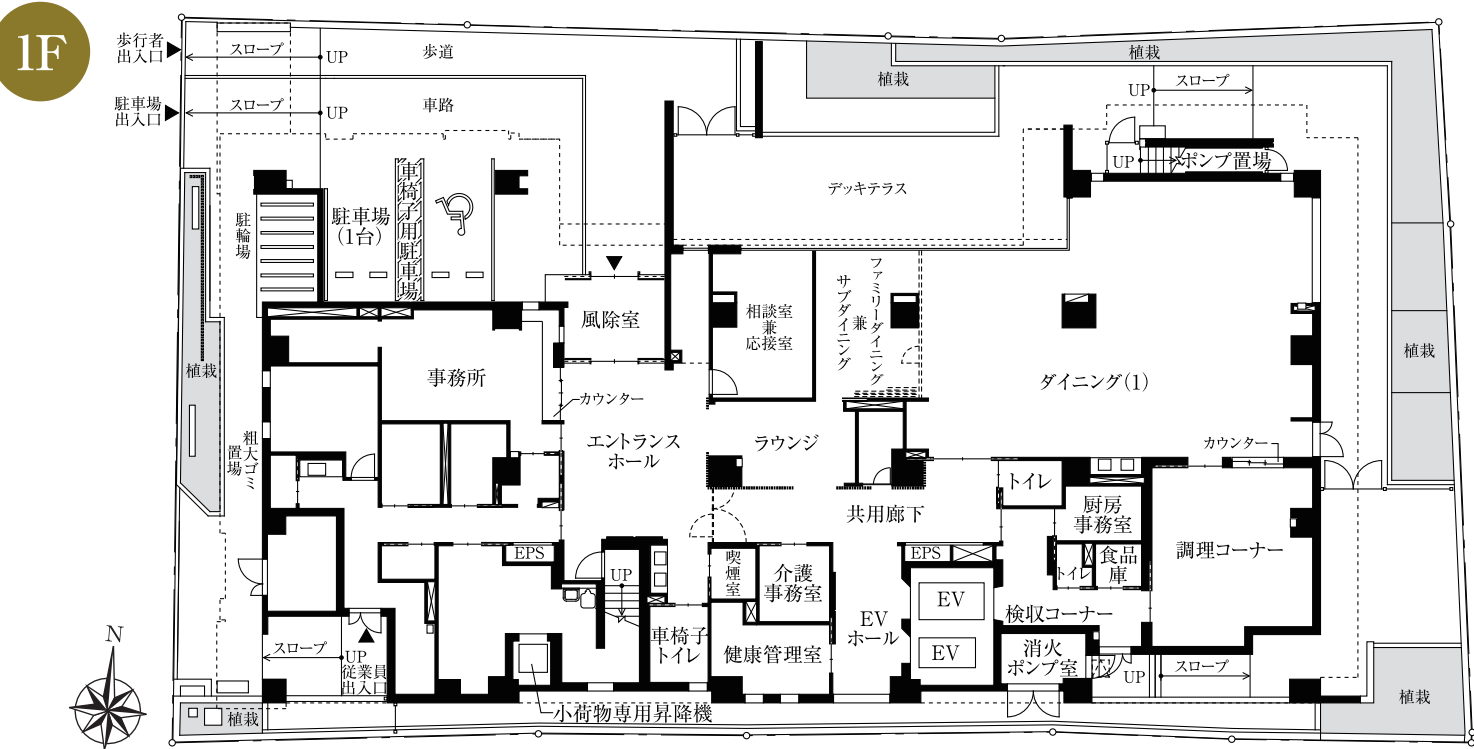 1F
歩行者
出入口
スロープ
UP
歩道
植栽
植栽
UP
スロープ
駐車場
出入口
スロープ
UP
車路
UP
ポンプ置場
駐輪場
駐車場
(1台)
車椅子用駐車場
デッキテラス
風除室
相談室
兼
応接室
ファミリーダイニング
兼
サブダイニング
植栽
植栽
事務所
ダイニング(1)
カウンター
粗大ゴミ
置場
エントランス
ホール
ラウンジ
カウンター
トイレ
共用廊下
厨房
事務室
調理コーナー
EPS
喫煙室
介護
事務室
EPS
トイレ
食品庫
UP
EV
EV
ホール
検収コーナー
N
スロープ
UP
従業員
出入口
車椅子
トイレ
健康管理室
EV
消火
ポンプ室
UP
スロープ
植栽
植栽
小荷物専用昇降機